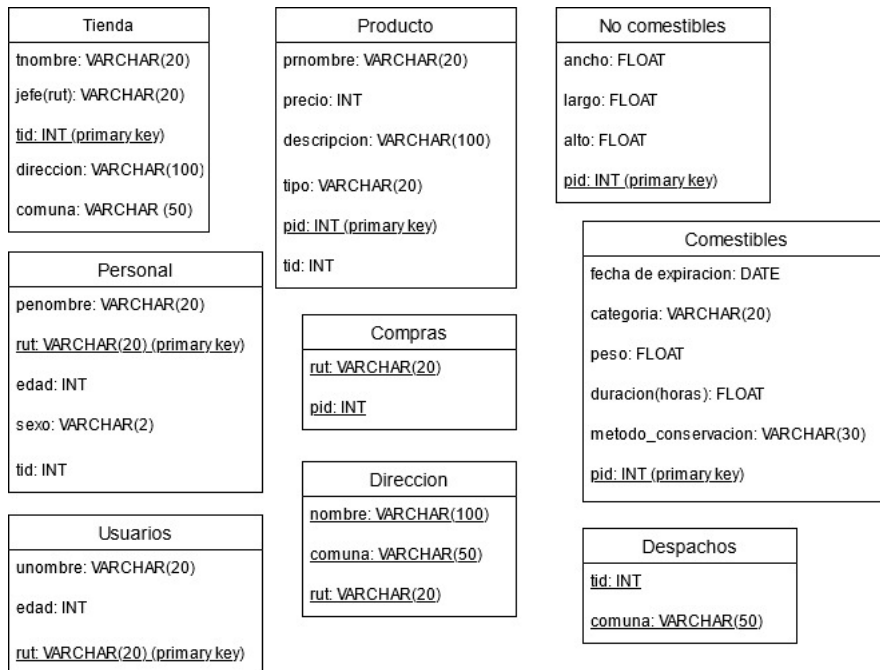 Tienda
tnombre: VARCHAR(20)
jefe(rut): VARCHAR(20)
tid: INT (primary key)
direccion: VARCHAR(100)
comuna: VARCHAR (50)
Personal
penombre: VARCHAR(20)
rut: VARCHAR(20) (primary key)
edad: INT
sexo: VARCHAR(2)
tid: INT
Usuarios
unombre: VARCHAR(20)
edad: INT
rut: VARCHAR(20) (primary key)
Producto
prnombre: VARCHAR(20)
precio: INT
descripcion: VARCHAR(100)
tipo: VARCHAR(20)
pid: INT (primary key)
tid: INT
Compras
rut: VARCHAR(20)
pid: INT
Direccion
nombre: VARCHAR(100)
comuna: VARCHAR(50)
rut: VARCHAR(20)
No comestibles
ancho: FLOAT
largo: FLOAT
alto: FLOAT
pid: INT (primary key)
Comestibles
fecha de expiracion: DATE
categoria: VARCHAR(20)
peso: FLOAT
duracion(horas): FLOAT
metodo_conservacion: VARCHAR(30)
pid: INT (primary key)
Despachos
tid: INT
comuna: VARCHAR(50)